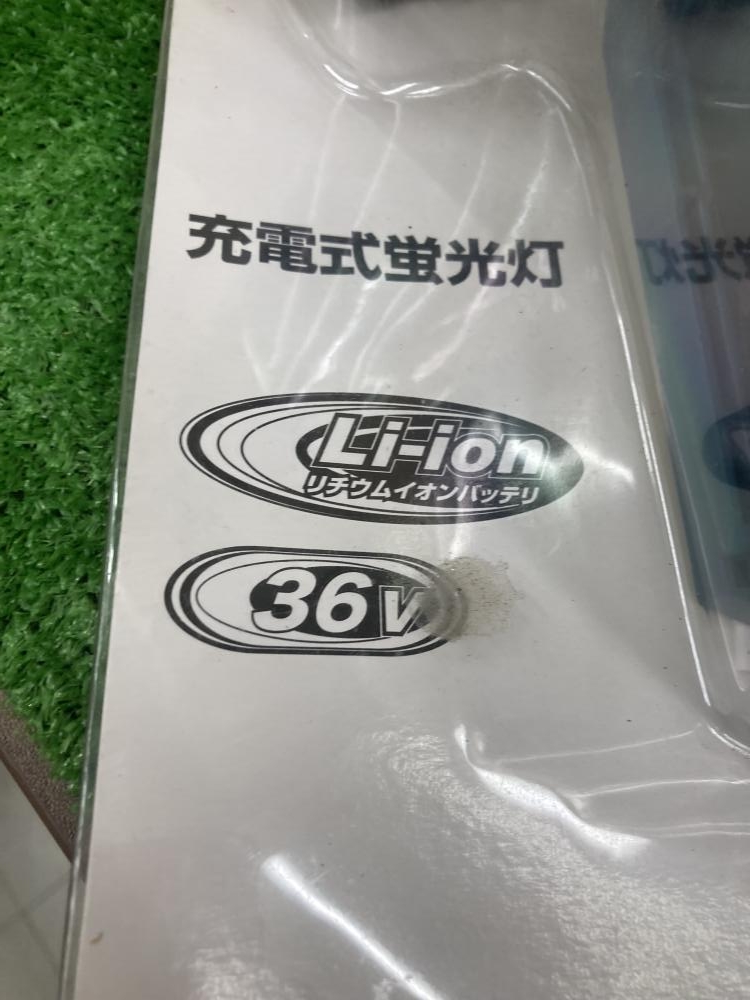 充電式蛍光灯
Li-ion
リチウムイオンバッテリ
36V